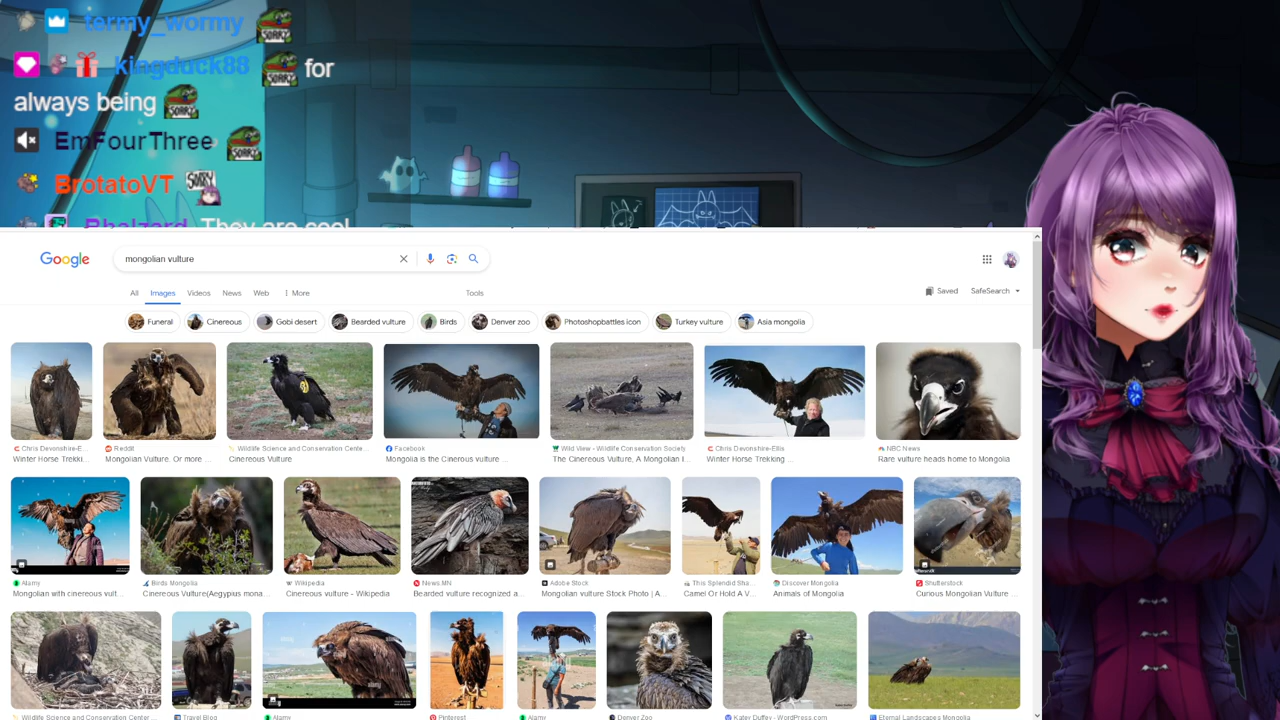 termy_wormy
kingduck88 for
always being
EmFourThree
BrotatoVT
They are cool
Google
mongolian vulture
All Images Videos News Web More Tools
Saved SafeSearch
Funeral Cinereous Gobi desert Bearded vulture Birds Denver zoo Photoshopbattles icon Turkey vulture Asia mongolia
Chris Devonshire-E... Reddit Wildlife Science and Conservation Cente... Facebook Wild View - Wildlife Conservation Society Chris Devonshire-Ellis NBC News
Winter Horse Trekki... Mongolian Vulture. Or more ... Cinereous Vulture Mongolia is the Cinerous vulture ... The Cinereous Vulture, A Mongolian I... Winter Horse Trekking ... Rare vulture heads home to Mongolia
Alamy Birds Mongolia Wikipedia News.MN Adobe Stock This Splendid Sha... Discover Mongolia Shutterstock
Mongolian with cinereous vult... Cinereous Vulture(Aegypius mona... Cinereous vulture - Wikipedia Bearded vulture recognized a... Mongolian vulture Stock Photo | A... Camel Or Hold A V... Animals of Mongolia Curious Mongolian Vulture ...
Wildlife Science and Conservation Center ... Travel Blog Alamy Pinterest Alamy Denver Zoo Katey Duffey - WordPress.com Eternal Landscapes Mongolia